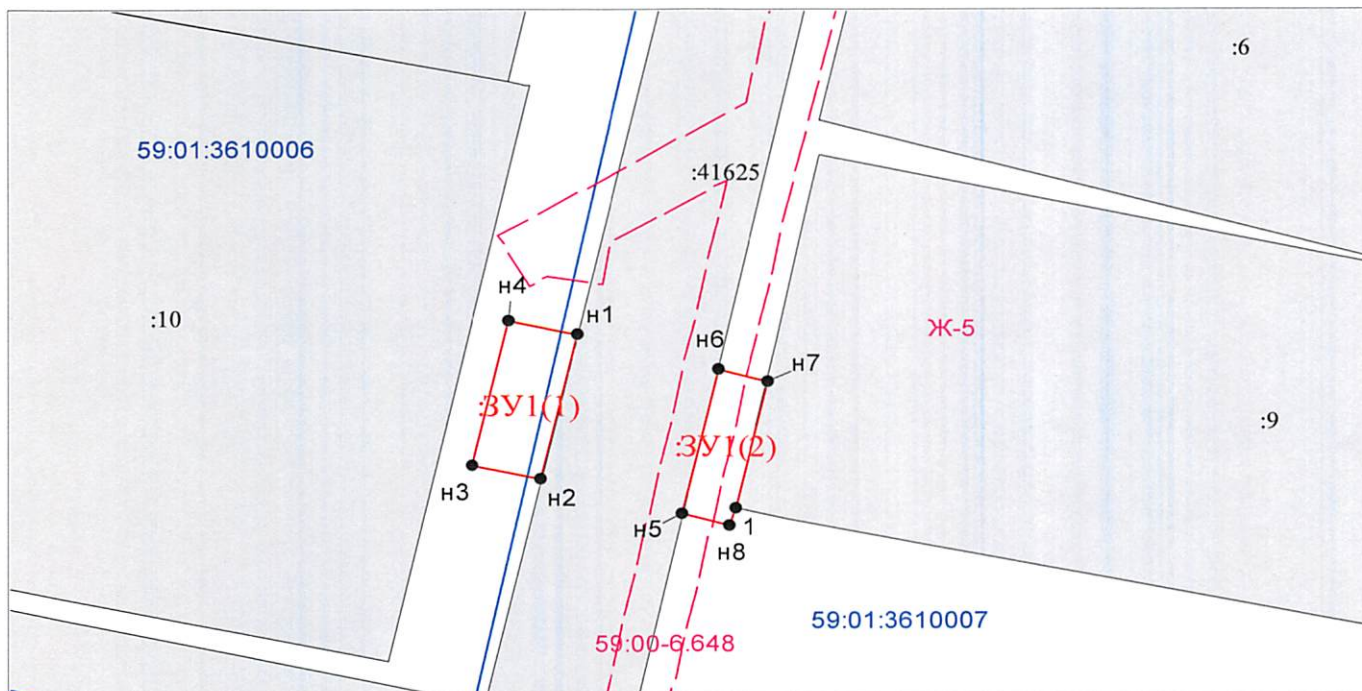 :6
59:01:3610006
:41625
н4
н1
:10
Ж-5
н6
н7
:ЗУ1(1)
:9
:ЗУ1(2)
н3
н2
н5
1
н8
59:01:3610007
59:00-6.648